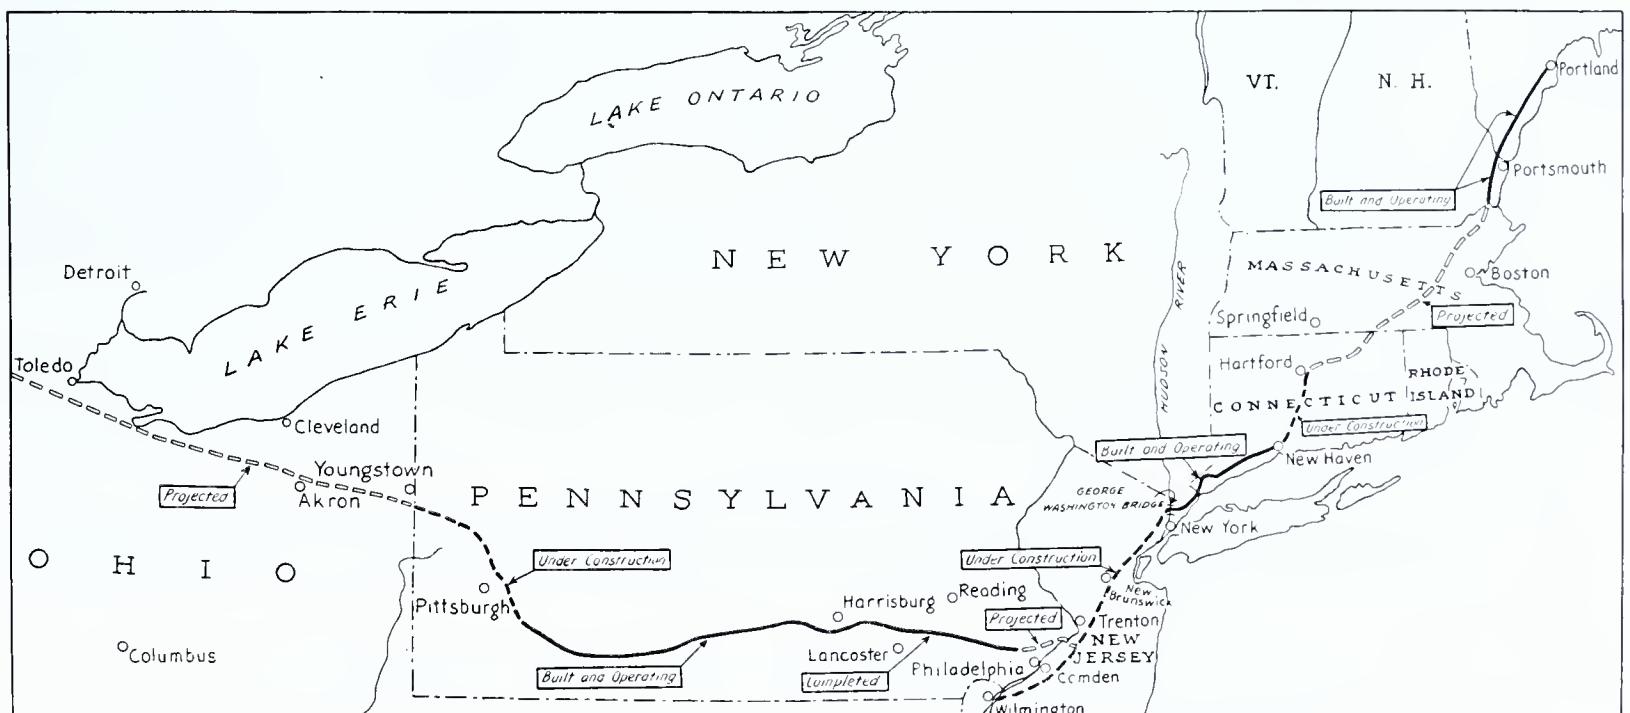 LAKE ONTARIO
VT.
N. H.
Portland
Portsmouth
Built and Operating
NEW YORK
HUDSON RIVER
MASSACHUSETTS
Boston
Springfield
Projected
Detroit
LAKE ERIE
Toledo
Cleveland
Hartford
RHODE
ISLAND
CONNECTICUT
Under Construction
Built and Operating
New Haven
Youngstown
Akron
Projected
PENNSYLVANIA
GEORGE
WASHINGTON BRIDGE
New York
OHIO
Under Construction
Pittsburgh
Under Construction
New
Brunswick
Harrisburg
Reading
Projected
Trenton
NEW
JERSEY
Columbus
Built and Operating
Lancaster
Completed
Philadelphia
Camden
Wilmington